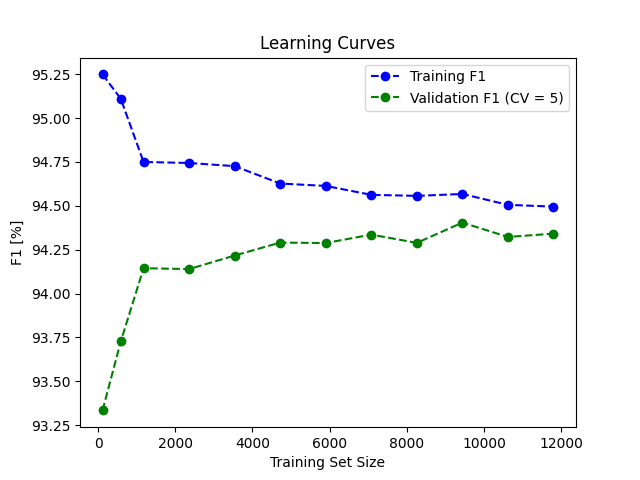 Learning Curves
Training F1
Validation F1 (CV = 5)
F1 [%]
95.25
95.00
94.75
94.50
94.25
94.00
93.75
93.50
93.25
0 2000 4000 6000 8000 10000 12000
Training Set Size